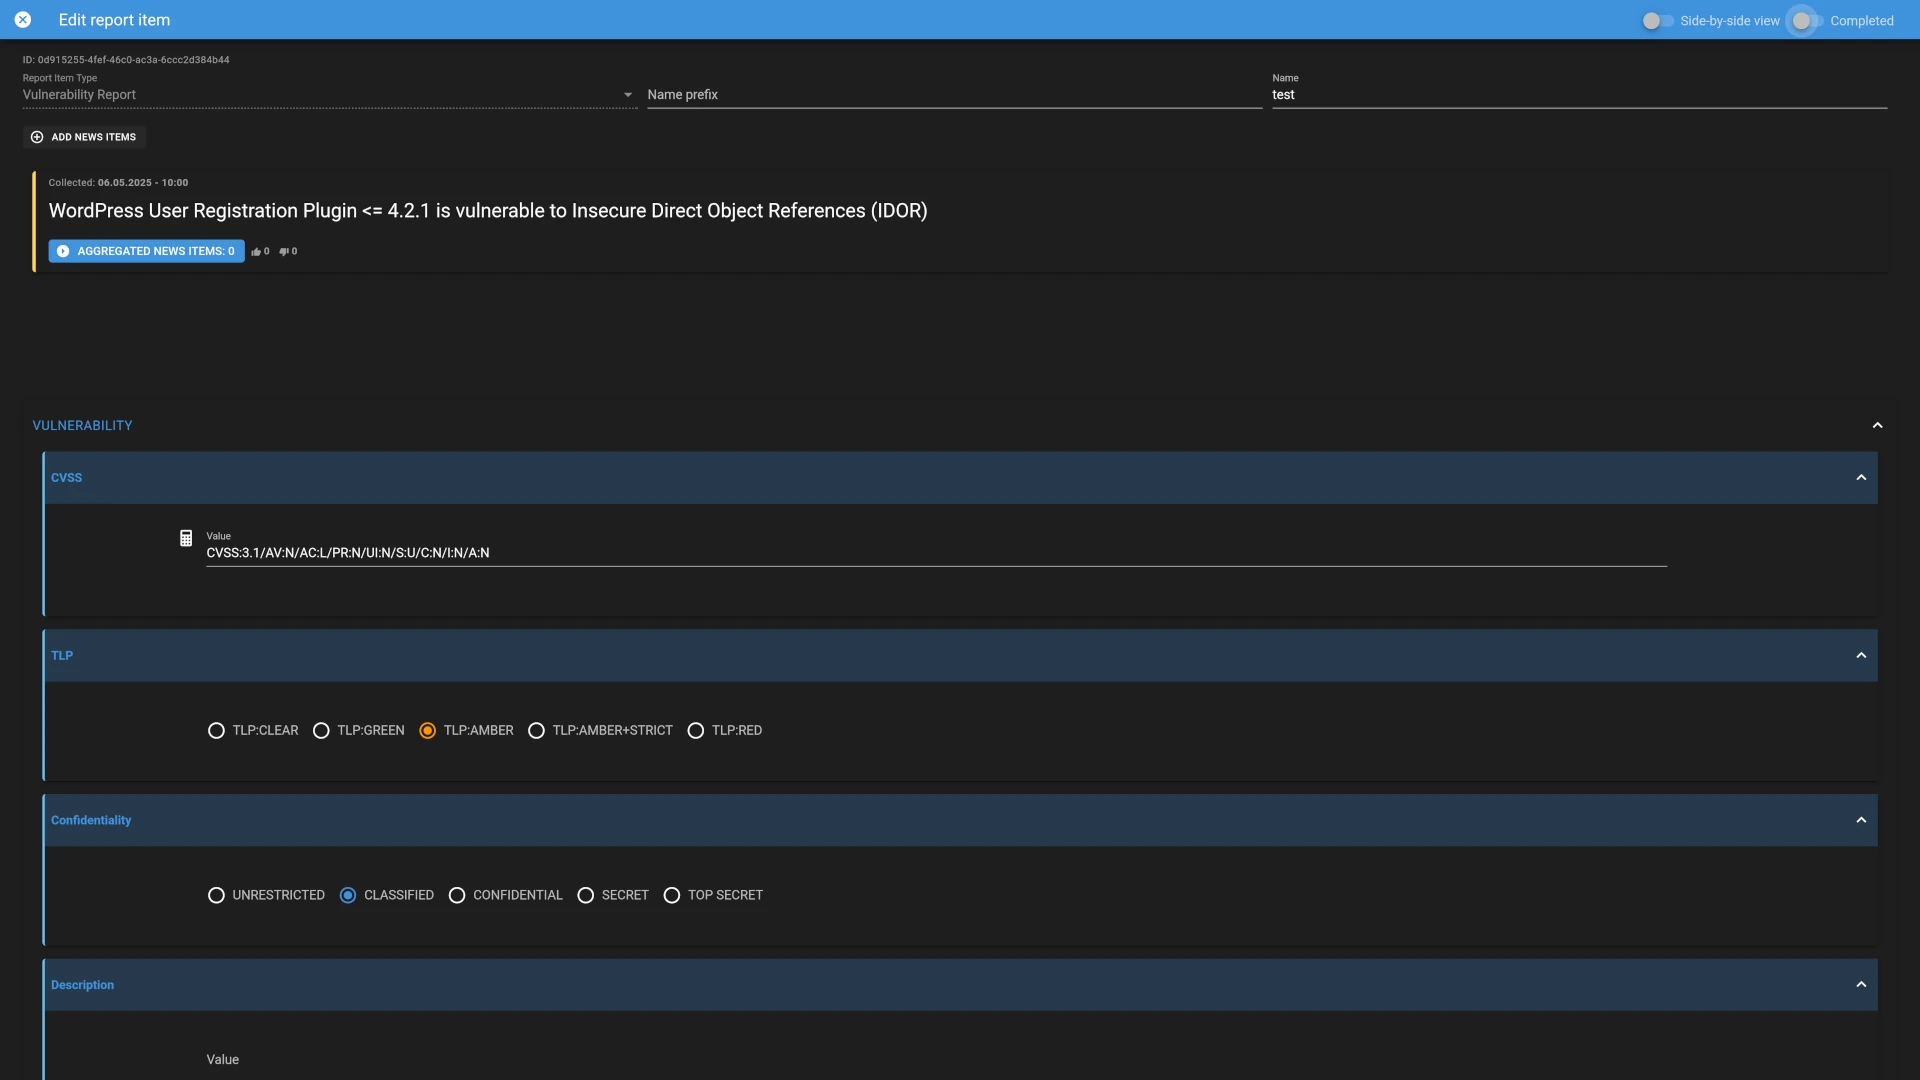 Edit report item
Side-by-side view
Completed
ID: 0d915255-4fef-46c0-ac3a-6ccc2d384b44
Report Item Type
Vulnerability Report
Name prefix
Name
test
ADD NEWS ITEMS
Collected: 06.05.2025 - 10:00
WordPress User Registration Plugin <= 4.2.1 is vulnerable to Insecure Direct Object References (IDOR)
AGGREGATED NEWS ITEMS: 0 0 0
VULNERABILITY
CVSS
Value
CVSS:3.1/AV:N/AC:L/PR:N/UI:N/S:U/C:N/I:N/A:N
TLP
TLP:CLEAR TLP:GREEN TLP:AMBER TLP:AMBER+STRICT TLP:RED
Confidentiality
UNRESTRICTED CLASSIFIED CONFIDENTIAL SECRET TOP SECRET
Description
Value